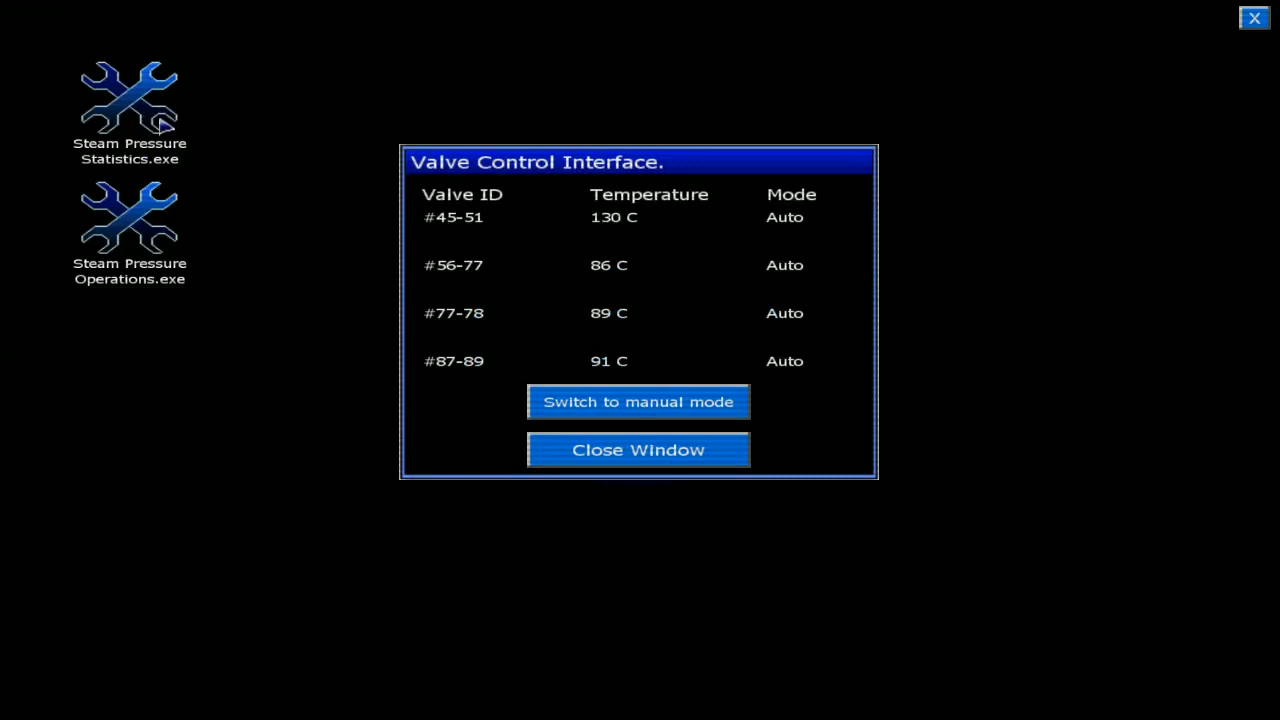 X
Steam Pressure
Statistics.exe
Steam Pressure
Operations.exe
Valve Control Interface.
Valve ID Temperature Mode
#45-51 130 C Auto
#56-77 86 C Auto
#77-78 89 C Auto
#87-89 91 C Auto
Switch to manual mode
Close Window